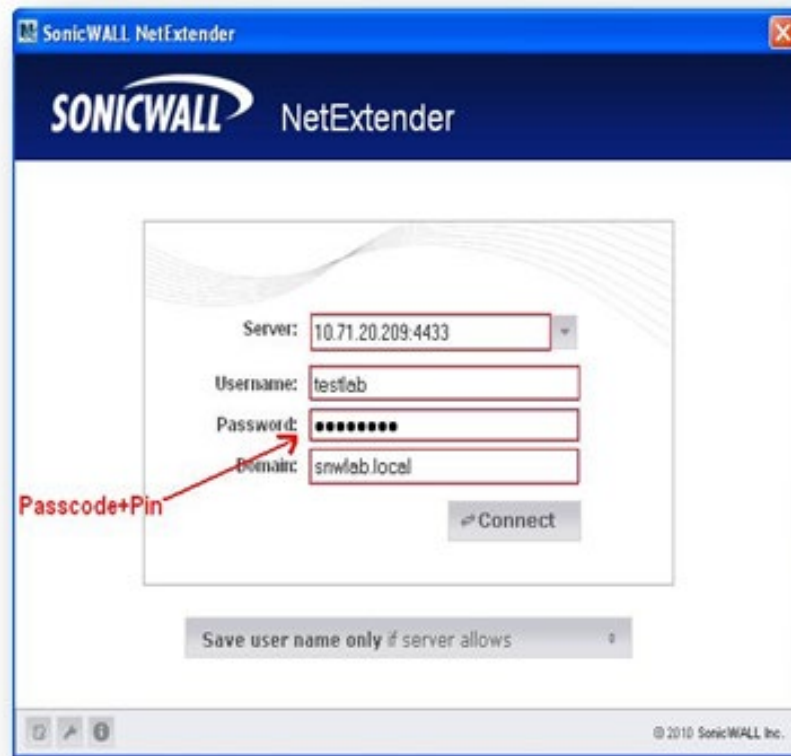 SonicWALL NetExtender
SONICWALL NetExtender
Server: 10.71.20.209:4433
Username: testlab
Password: ●●●●●●●●
Domain: snwlab.local
Passcode+Pin
Connect
Save user name only if server allows
© 2010 SonicWALL Inc.